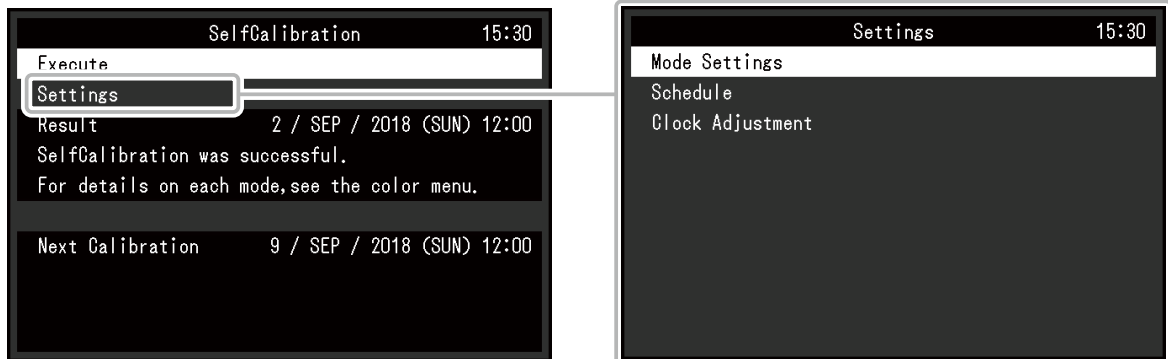 SelfCalibration 15:30
Execute
Settings
Result 2 / SEP / 2018 (SUN) 12:00
SelfCalibration was successful.
For details on each mode,see the color menu.
Next Calibration 9 / SEP / 2018 (SUN) 12:00
Settings 15:30
Mode Settings
Schedule
Clock Adjustment